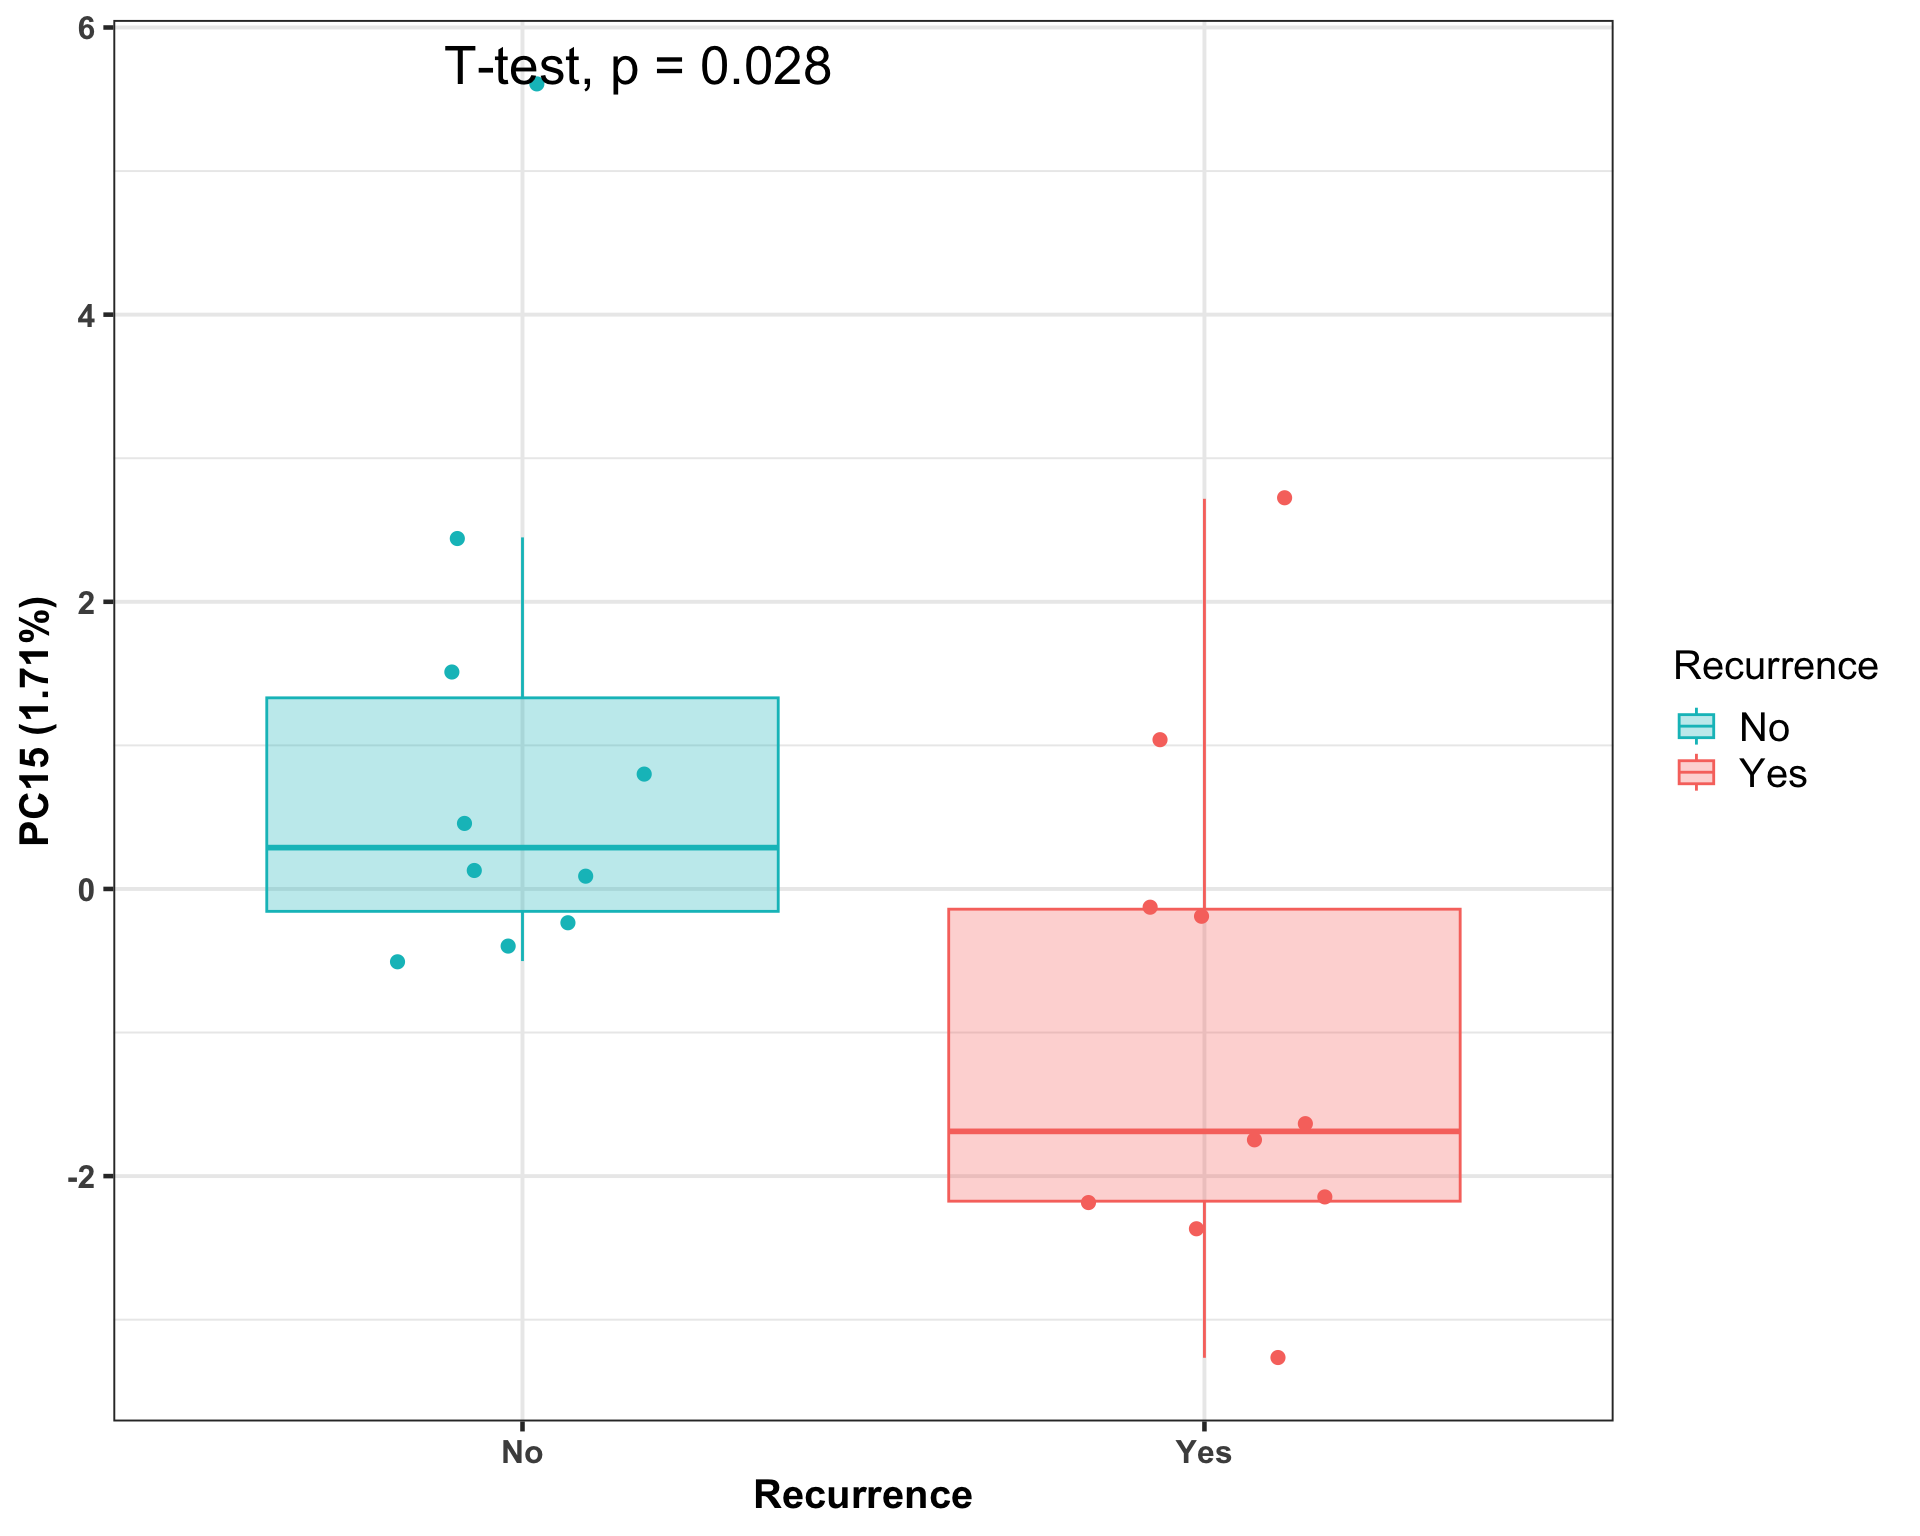 T-test, p = 0.028
6
4
2
0
-2
PC15 (1.71%)
No
Yes
Recurrence
Recurrence
No
Yes